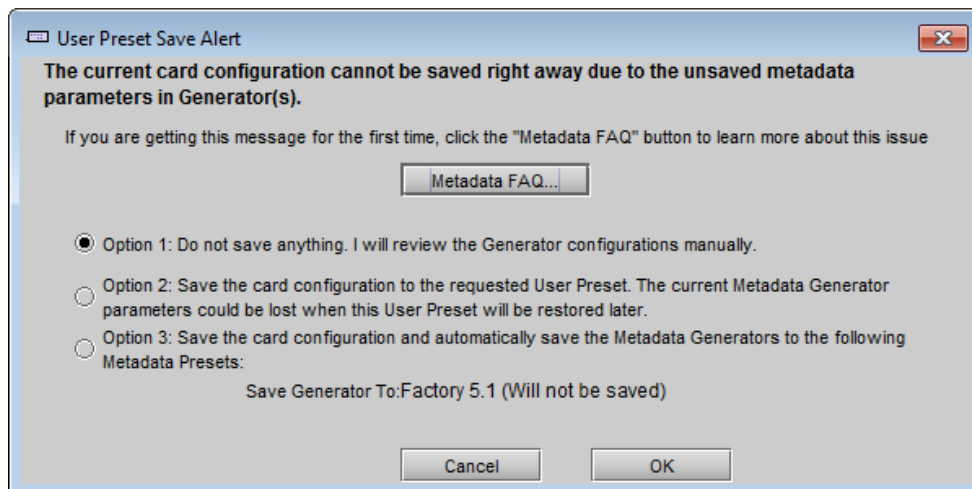 User Preset Save Alert
The current card configuration cannot be saved right away due to the unsaved metadata
parameters in Generator(s).
If you are getting this message for the first time, click the "Metadata FAQ" button to learn more about this issue
Metadata FAQ...
Option 1: Do not save anything. I will review the Generator configurations manually.
Option 2: Save the card configuration to the requested User Preset. The current Metadata Generator
parameters could be lost when this User Preset will be restored later.
Option 3: Save the card configuration and automatically save the Metadata Generators to the following
Metadata Presets:
Save Generator To:Factory 5.1 (Will not be saved)
Cancel OK